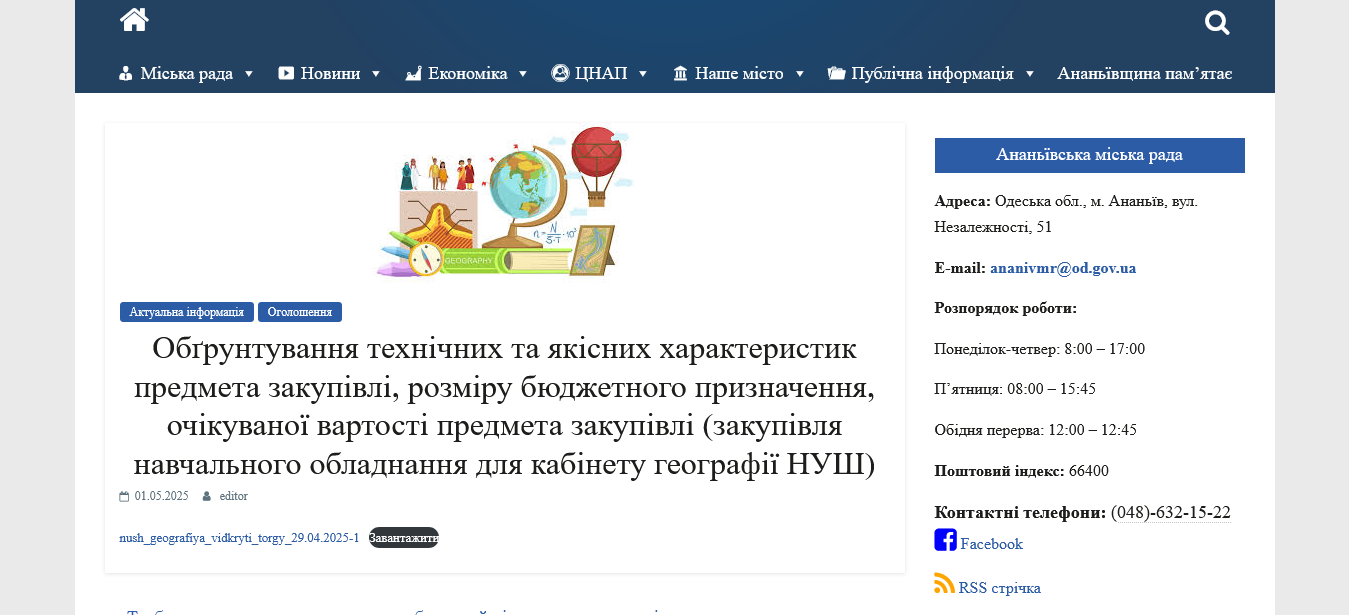 Міська рада
Новини
Економіка
ЦНАП
Наше місто
Публічна інформація
Ананьївщина пам’ятає
GEOGRAPHY
Актуальна інформація
Оголошення
Обґрунтування технічних та якісних характеристик
предмета закупівлі, розміру бюджетного призначення,
очікуваної вартості предмета закупівлі (закупівля
навчального обладнання для кабінету географії НУШ)
01.05.2025 editor
nush_geografiya_vidkryti_torgy_29.04.2025-1 Завантажити
Ананьївська міська рада
Адреса: Одеська обл., м. Ананьїв, вул.
Незалежності, 51
E-mail: ananivmr@od.gov.ua
Розпорядок роботи:
Понеділок-четвер: 8:00 – 17:00
П’ятниця: 08:00 – 15:45
Обідня перерва: 12:00 – 12:45
Поштовий індекс: 66400
Контактні телефони: (048)-632-15-22
Facebook
RSS стрічка